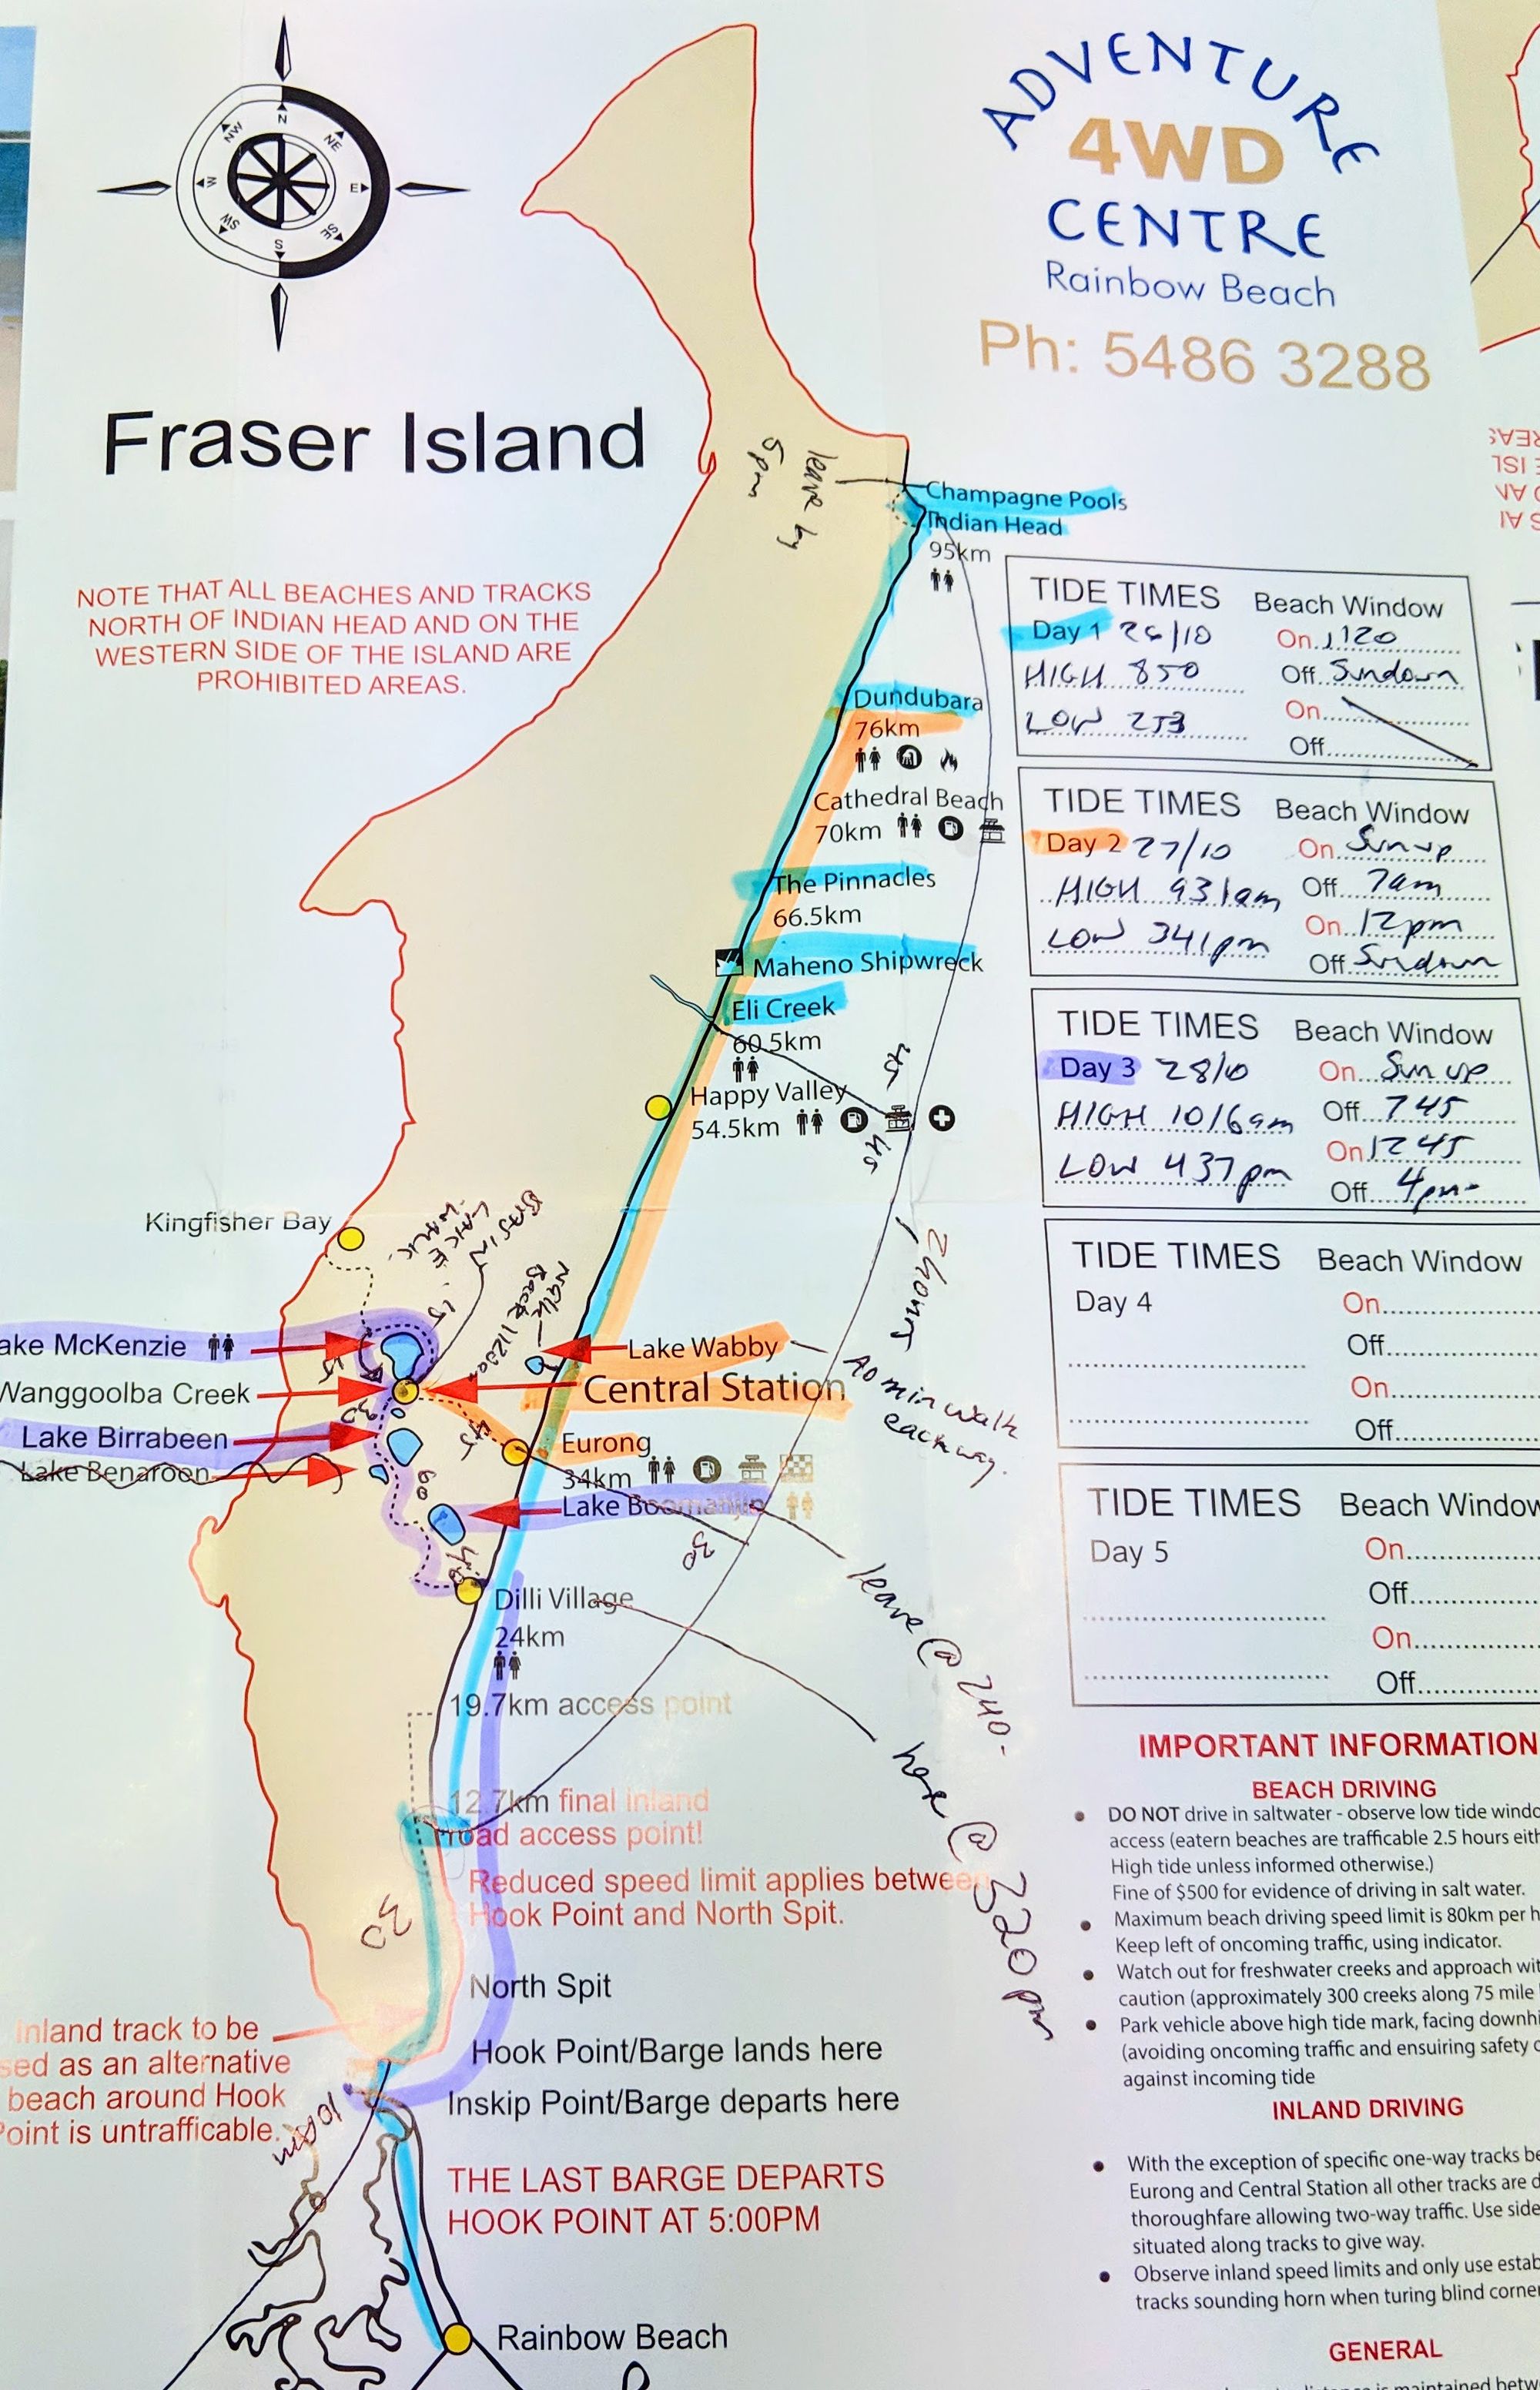 ADVENTURE
4WD
CENTRE
Rainbow Beach
Ph: 5486 3288
N
NE
E
SE
S
SW
W
NW
Fraser Island
NOTE THAT ALL BEACHES AND TRACKS
NORTH OF INDIAN HEAD AND ON THE
WESTERN SIDE OF THE ISLAND ARE
PROHIBITED AREAS.
leave by
5pm
Champagne Pools
Indian Head
95km
Dundubara
76km
Cathedral Beach
70km
The Pinnacles
66.5km
Maheno Shipwreck
Eli Creek
60.5km
45
Happy Valley
54.5km
45
2 hours
Kingfisher Bay
BASIN
LAKE.
WALK.
15
WALK
BACK
ake McKenzie
Lake Wabby
40 min walk
each way.
Wanggoolba Creek
Central Station
30
45
Lake Birrabeen
Eurong
34km
Lake Benaroon
60
Lake Boomanjin
30
leave @ 240-
Dilli Village
24km
here @ 320pm
19.7km access point
12.7km final inland
road access point!
Reduced speed limit applies between
Hook Point and North Spit.
30
North Spit
Inland track to be
sed as an alternative
beach around Hook
Point is untrafficable.
Hook Point/Barge lands here
Inskip Point/Barge departs here
10am
THE LAST BARGE DEPARTS
HOOK POINT AT 5:00PM
Rainbow Beach
TIDE TIMES Beach Window
Day 1 26/10 On 1120
HIGH 850 Off Sundown
LOW 253 On
Off
TIDE TIMES Beach Window
Day 2 27/10 On Sun up
HIGH 931am Off 7am
LOW 341pm On 12pm
Off Sundown
TIDE TIMES Beach Window
Day 3 28/10 On Sun up
HIGH 1016am Off 745
LOW 437pm On 1245
Off 4pm-
TIDE TIMES Beach Window
Day 4 On
Off
On
Off
TIDE TIMES Beach Window
Day 5 On
Off
On
Off
IMPORTANT INFORMATION
BEACH DRIVING
DO NOT drive in saltwater - observe low tide windo
access (eatern beaches are trafficable 2.5 hours eith
High tide unless informed otherwise.)
Fine of $500 for evidence of driving in salt water.
Maximum beach driving speed limit is 80km per h
Keep left of oncoming traffic, using indicator.
Watch out for freshwater creeks and approach wit
caution (approximately 300 creeks along 75 mile
Park vehicle above high tide mark, facing downhi
(avoiding oncoming traffic and ensuiring safety o
against incoming tide
INLAND DRIVING
With the exception of specific one-way tracks be
Eurong and Central Station all other tracks are d
thoroughfare allowing two-way traffic. Use side
situated along tracks to give way.
Observe inland speed limits and only use estab
tracks sounding horn when turing blind corne
GENERAL